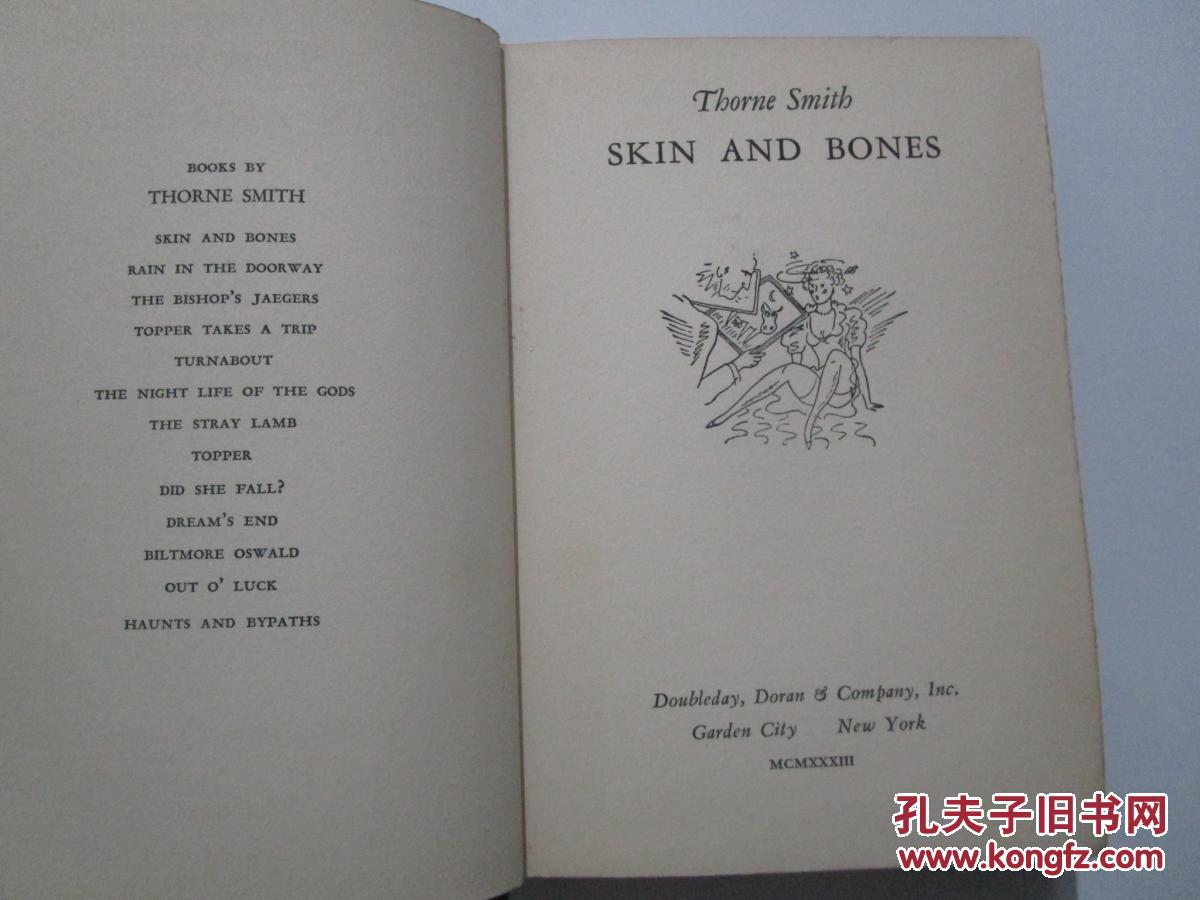 BOOKS BY
THORNE SMITH
SKIN AND BONES
RAIN IN THE DOORWAY
THE BISHOP'S JAEGERS
TOPPER TAKES A TRIP
TURNABOUT
THE NIGHT LIFE OF THE GODS
THE STRAY LAMB
TOPPER
DID SHE FALL?
DREAM'S END
BILTMORE OSWALD
OUT O' LUCK
HAUNTS AND BYPATHS
Thorne Smith
SKIN AND BONES
Doubleday, Doran & Company, Inc.
Garden City New York
MCMXXXIII
孔夫子旧书网
www.kongfz.com